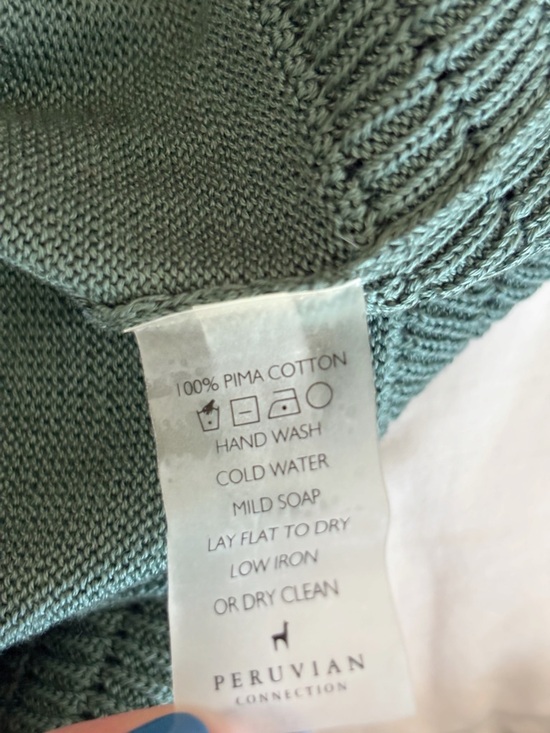 100% PIMA COTTON
HAND WASH
COLD WATER
MILD SOAP
LAY FLAT TO DRY
LOW IRON
OR DRY CLEAN
PERUVIAN
CONNECTION